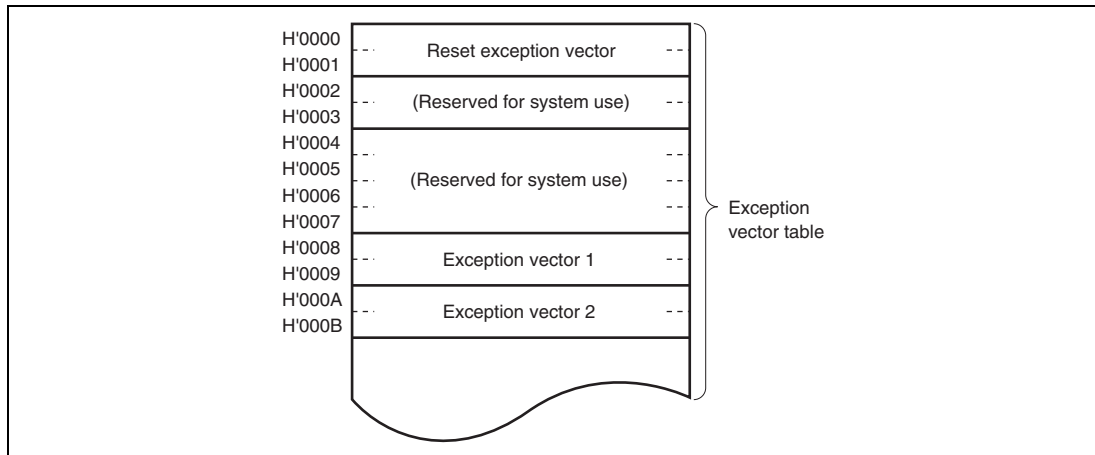 H'0000
Reset exception vector
H'0001
H'0002
(Reserved for system use)
H'0003
H'0004
H'0005
(Reserved for system use)
H'0006
H'0007
Exception
vector table
H'0008
Exception vector 1
H'0009
H'000A
Exception vector 2
H'000B